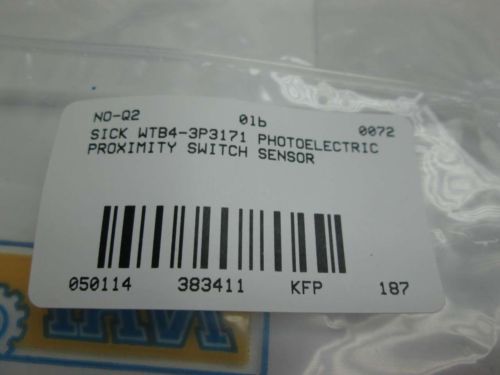 NO-Q2 01b 0072
SICK WTB4-3P3171 PHOTOELECTRIC
PROXIMITY SWITCH SENSOR
050114 383411 KFP 187